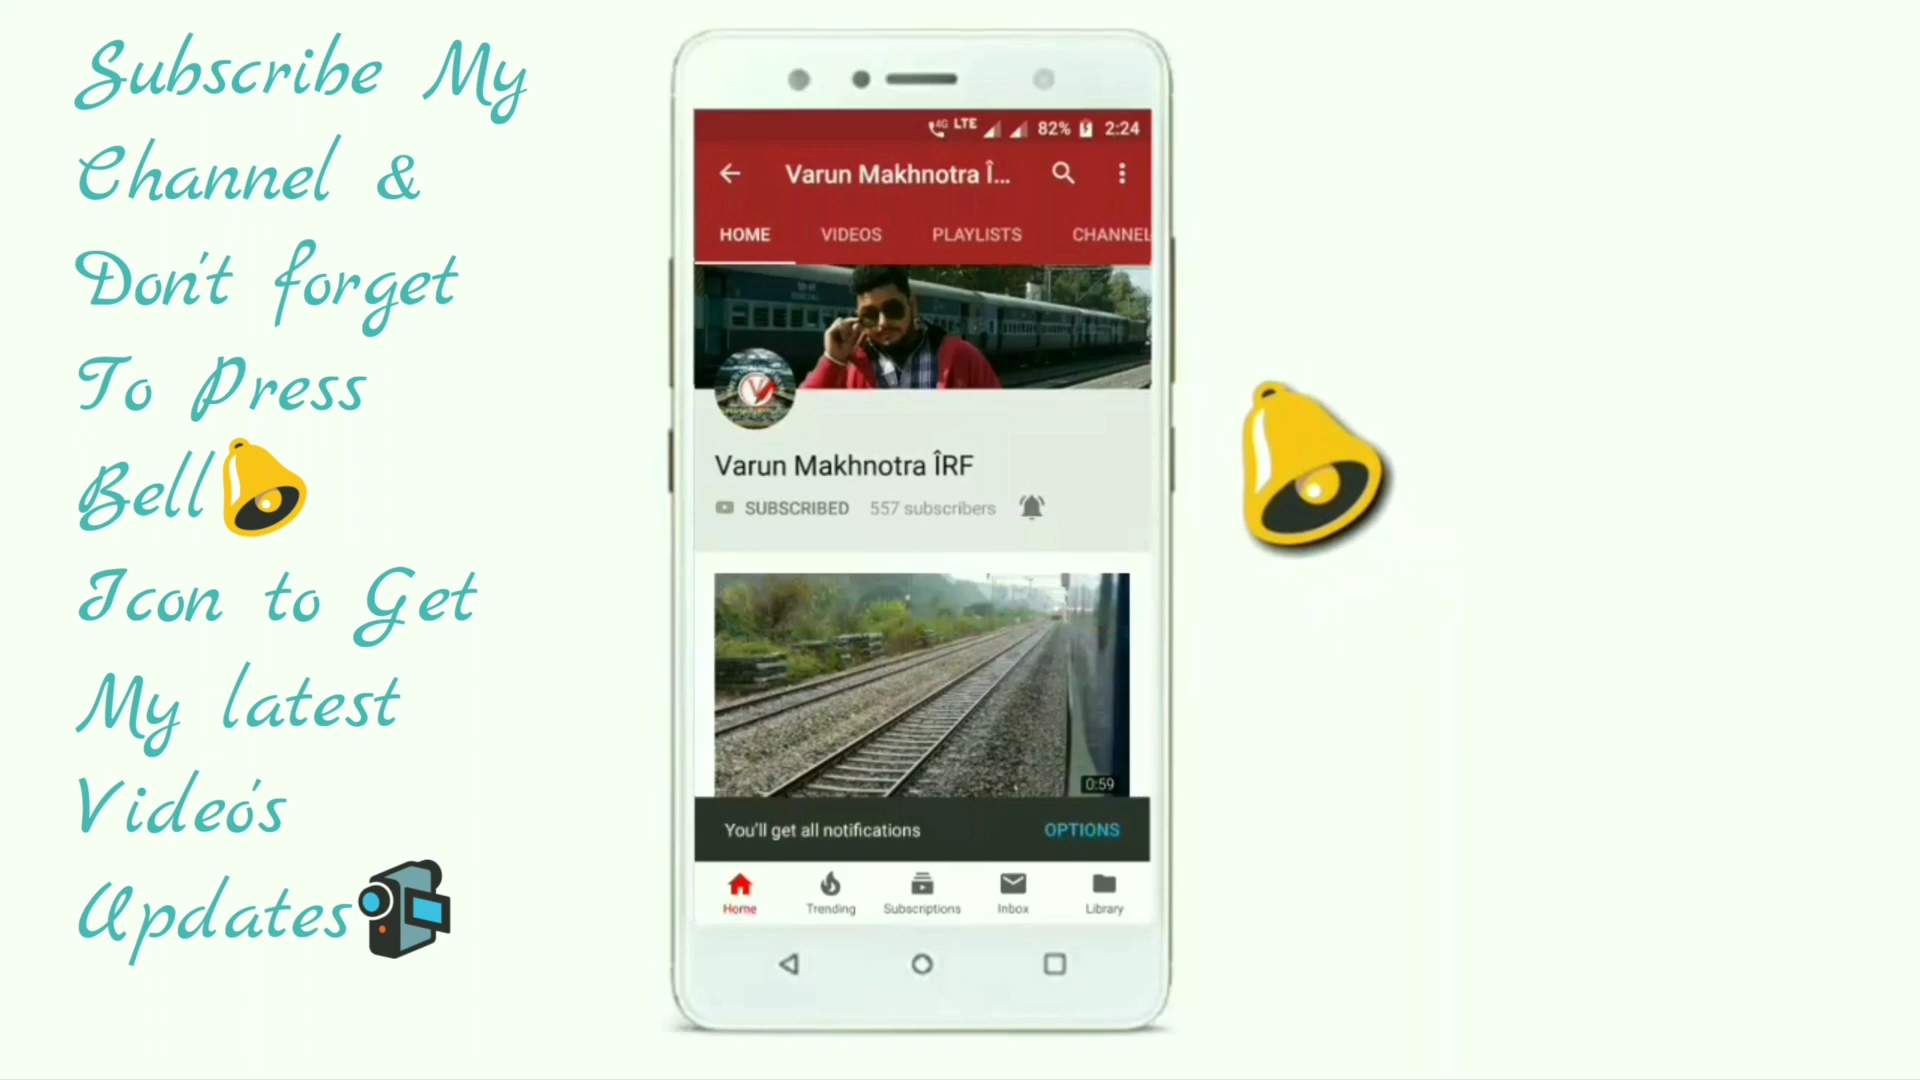 Subscribe My
Channel &
Don't forget
To Press
Bell
Icon to Get
My latest
Video's
Updates
4G LTE 82% 2:24
Varun Makhnotra Î...
HOME VIDEOS PLAYLISTS CHANNEL
Varun Makhnotra ÎRF
SUBSCRIBED 557 subscribers
0:59
You'll get all notifications OPTIONS
Home Trending Subscriptions Inbox Library